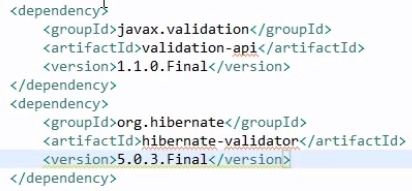 <dependency>
<groupId>javax.validation</groupId>
<artifactId>validation-api</artifactId>
<version>1.1.0.Final</version>
</dependency>
<dependency>
<groupId>org.hibernate</groupId>
<artifactId>hibernate-validator</artifactId>
<version>5.0.3.Final</version>
</dependency>